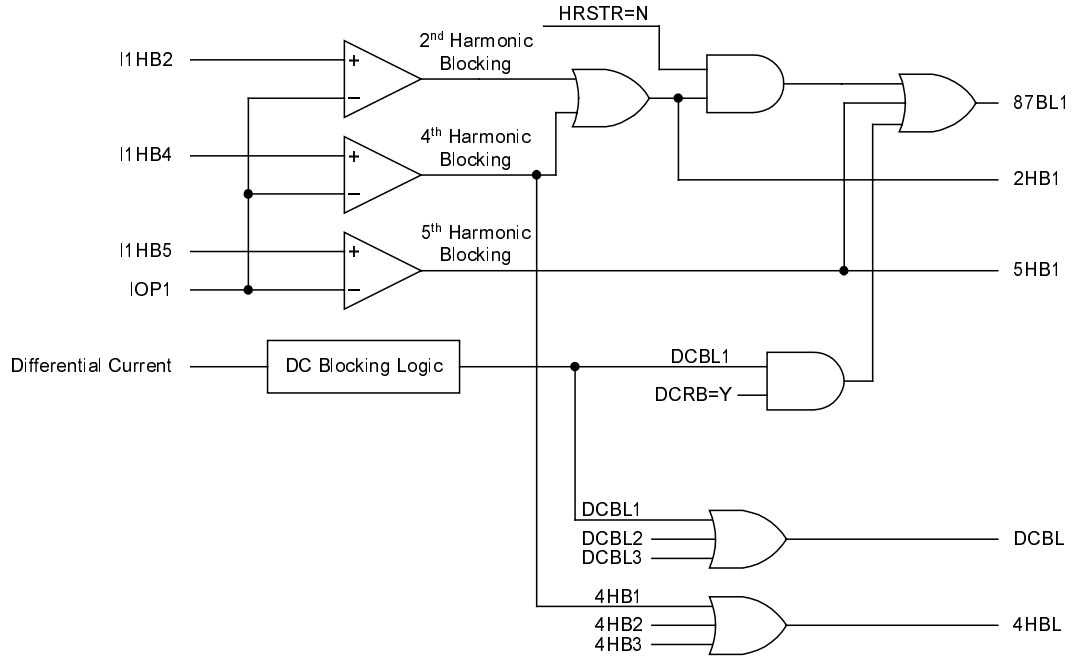 HRSTR=N
I1HB2
+
−
2nd Harmonic
Blocking
87BL1
I1HB4
+
−
4th Harmonic
Blocking
2HB1
I1HB5
+
−
5th Harmonic
Blocking
5HB1
IOP1
Differential Current
DC Blocking Logic
DCBL1
DCRB=Y
DCBL1
DCBL2
DCBL3
DCBL
4HB1
4HB2
4HB3
4HBL